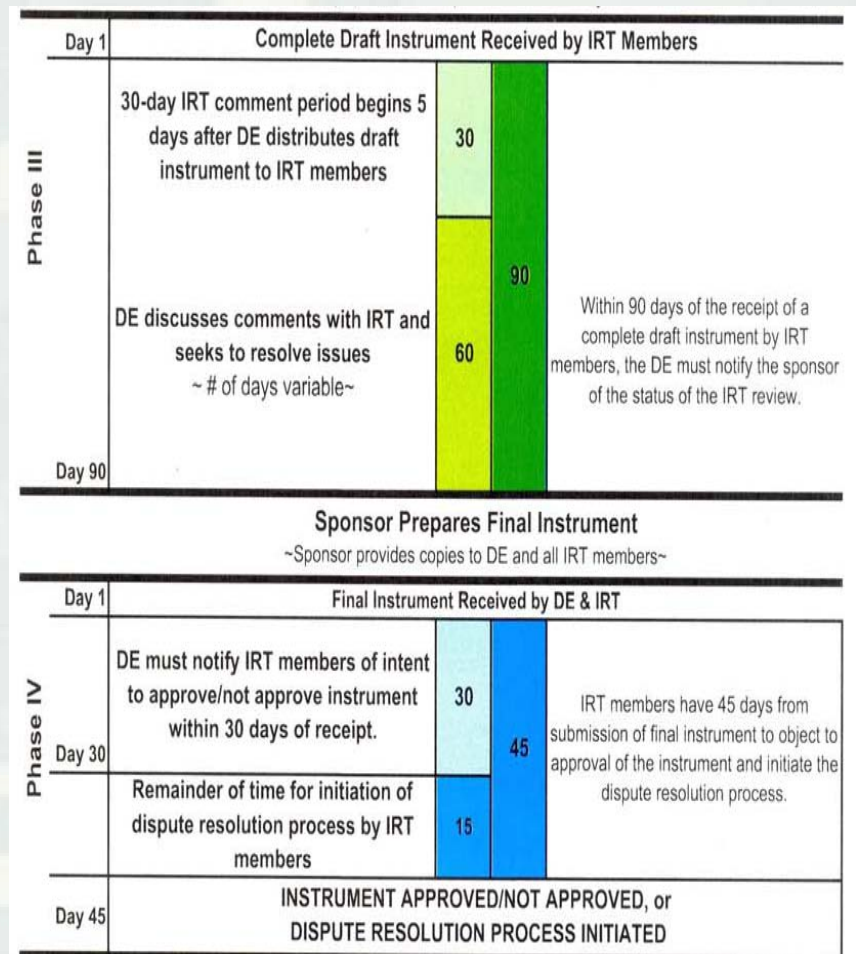 Day 1
Complete Draft Instrument Received by IRT Members
Phase III
30-day IRT comment period begins 5
days after DE distributes draft
instrument to IRT members
30
90
DE discusses comments with IRT and
seeks to resolve issues
~ # of days variable~
60
Within 90 days of the receipt of a
complete draft instrument by IRT
members, the DE must notify the sponsor
of the status of the IRT review.
Day 90
Sponsor Prepares Final Instrument
~Sponsor provides copies to DE and all IRT members~
Day 1
Final Instrument Received by DE & IRT
Phase IV
DE must notify IRT members of intent
to approve/not approve instrument
within 30 days of receipt.
30
45
IRT members have 45 days from
submission of final instrument to object to
approval of the instrument and initiate the
dispute resolution process.
Day 30
Remainder of time for initiation of
dispute resolution process by IRT
members
15
Day 45
INSTRUMENT APPROVED/NOT APPROVED, or
DISPUTE RESOLUTION PROCESS INITIATED